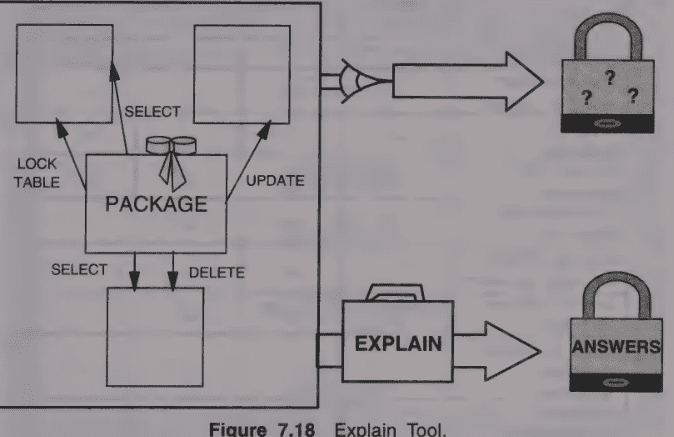 ? ? ?
SELECT
LOCK
TABLE
UPDATE
PACKAGE
SELECT
DELETE
EXPLAIN
ANSWERS
Figure 7.18 Explain Tool.